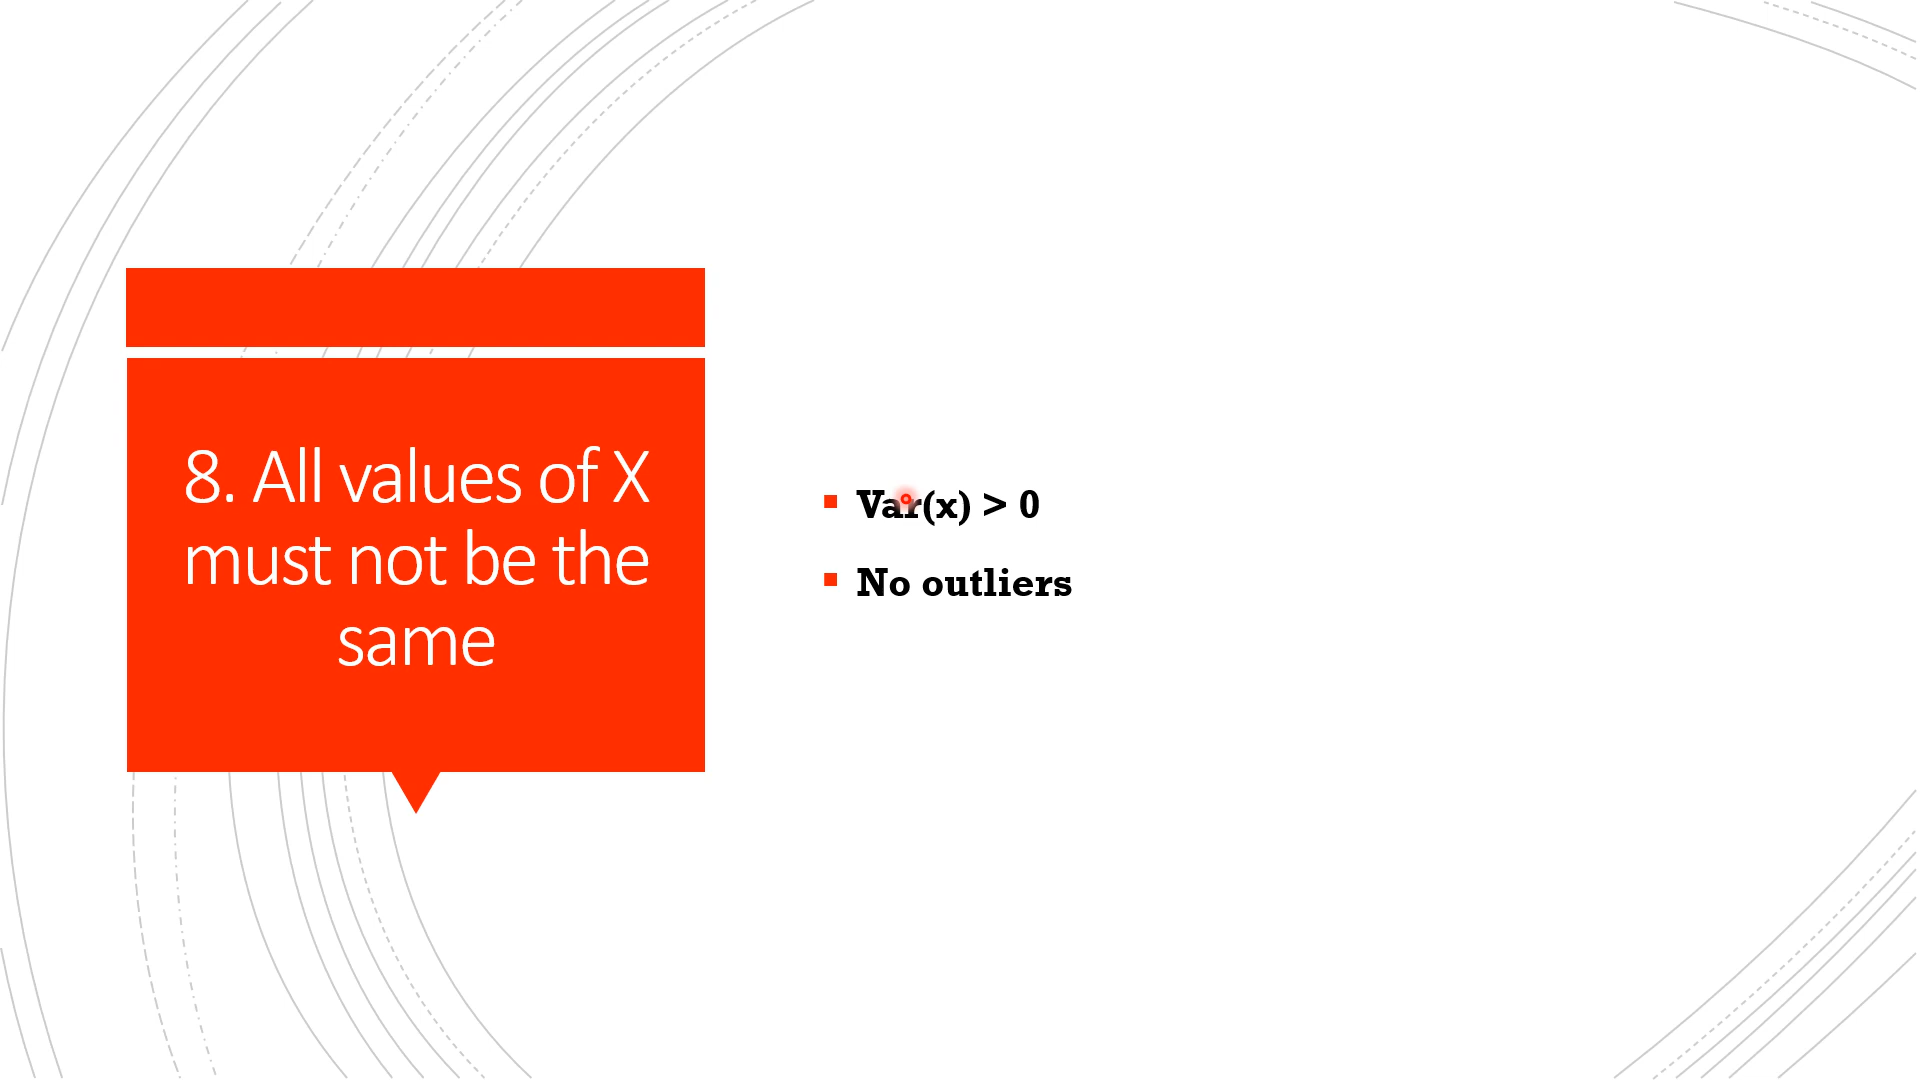 8. All values of X
must not be the
same
Var(x) > 0
No outliers